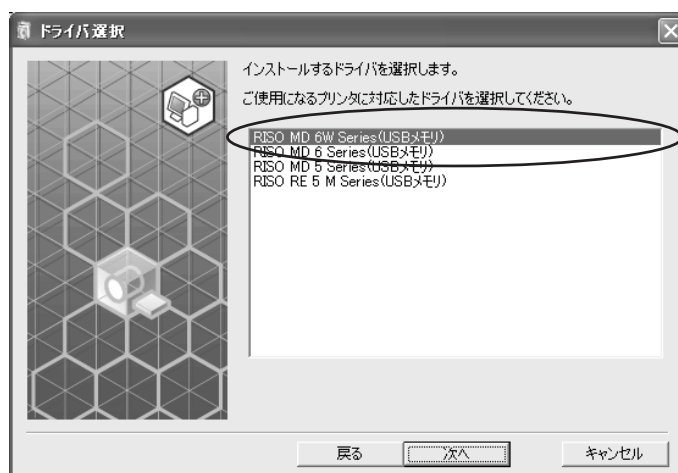 ドライバ選択
インストールするドライバを選択します。
ご使用になるプリンタに対応したドライバを選択してください。
RISO MD 6W Series(USBメモリ)
RISO MD 6 Series(USBメモリ)
RISO MD 5 Series(USBメモリ)
RISO RE 5 M Series(USBメモリ)
戻る
次へ
キャンセル